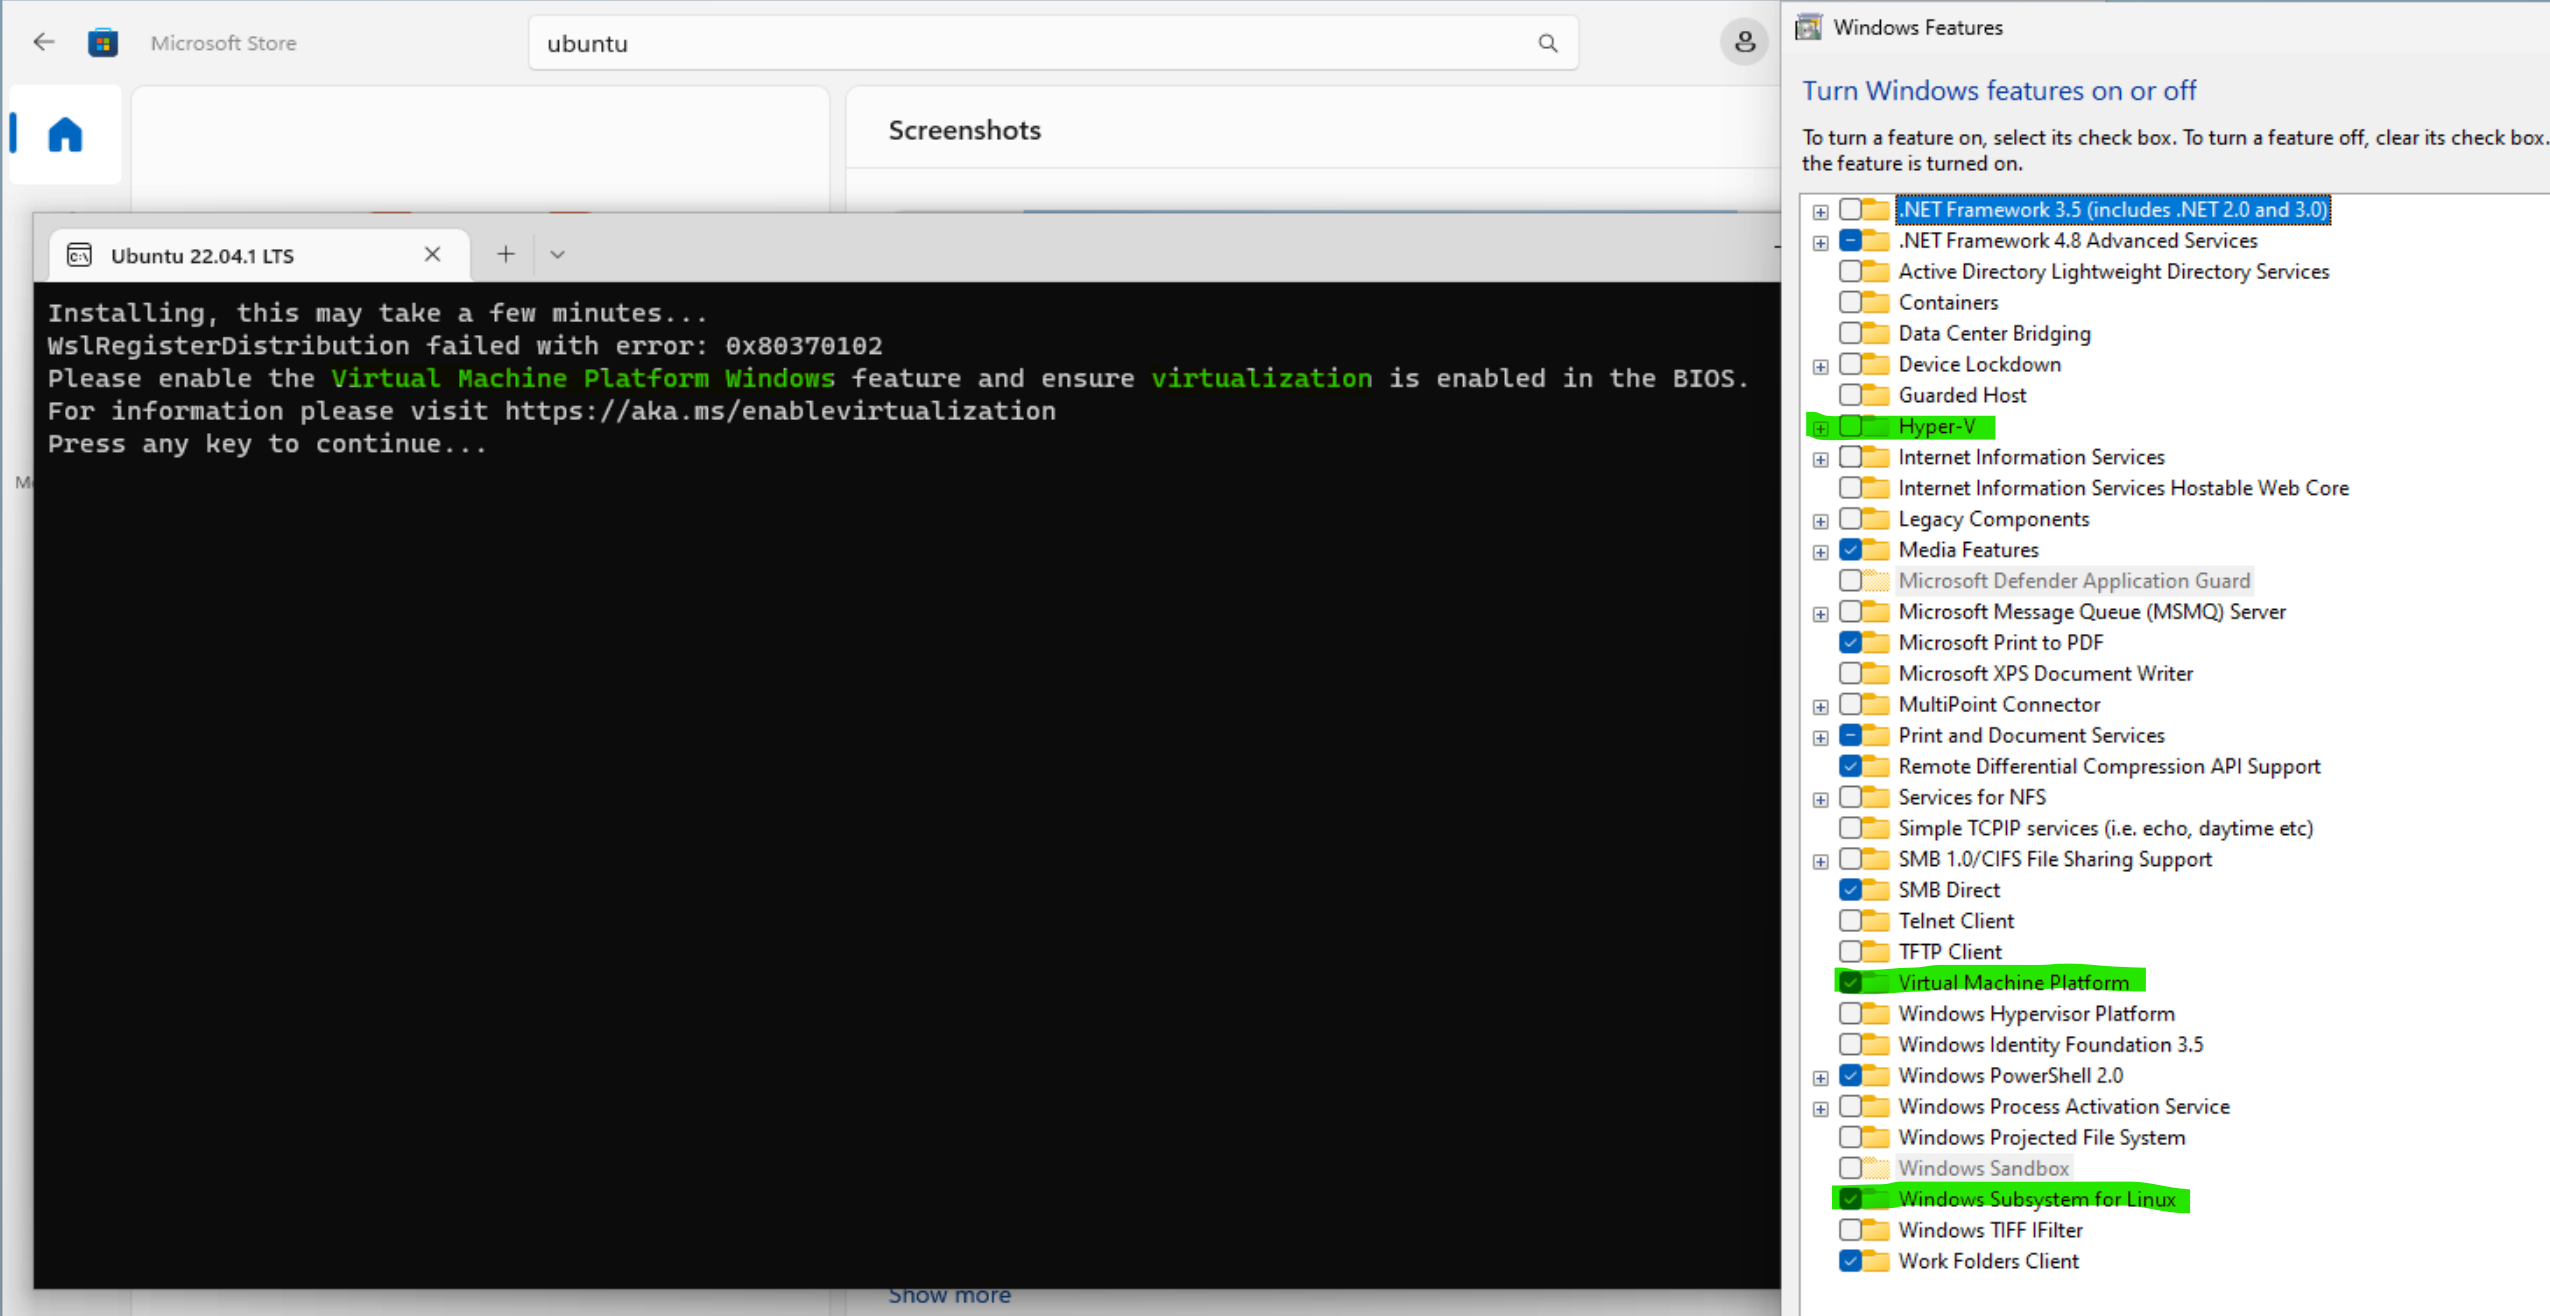 Microsoft Store
ubuntu
Screenshots
Ubuntu 22.04.1 LTS
Installing, this may take a few minutes...
WslRegisterDistribution failed with error: 0x80370102
Please enable the Virtual Machine Platform Windows feature and ensure virtualization is enabled in the BIOS.
For information please visit https://aka.ms/enablevirtualization
Press any key to continue...
Show more
Windows Features
Turn Windows features on or off
To turn a feature on, select its check box. To turn a feature off, clear its check box.
the feature is turned on.
.NET Framework 3.5 (includes .NET 2.0 and 3.0)
.NET Framework 4.8 Advanced Services
Active Directory Lightweight Directory Services
Containers
Data Center Bridging
Device Lockdown
Guarded Host
Hyper-V
Internet Information Services
Internet Information Services Hostable Web Core
Legacy Components
Media Features
Microsoft Defender Application Guard
Microsoft Message Queue (MSMQ) Server
Microsoft Print to PDF
Microsoft XPS Document Writer
MultiPoint Connector
Print and Document Services
Remote Differential Compression API Support
Services for NFS
Simple TCPIP services (i.e. echo, daytime etc)
SMB 1.0/CIFS File Sharing Support
SMB Direct
Telnet Client
TFTP Client
Virtual Machine Platform
Windows Hypervisor Platform
Windows Identity Foundation 3.5
Windows PowerShell 2.0
Windows Process Activation Service
Windows Projected File System
Windows Sandbox
Windows Subsystem for Linux
Windows TIFF IFilter
Work Folders Client